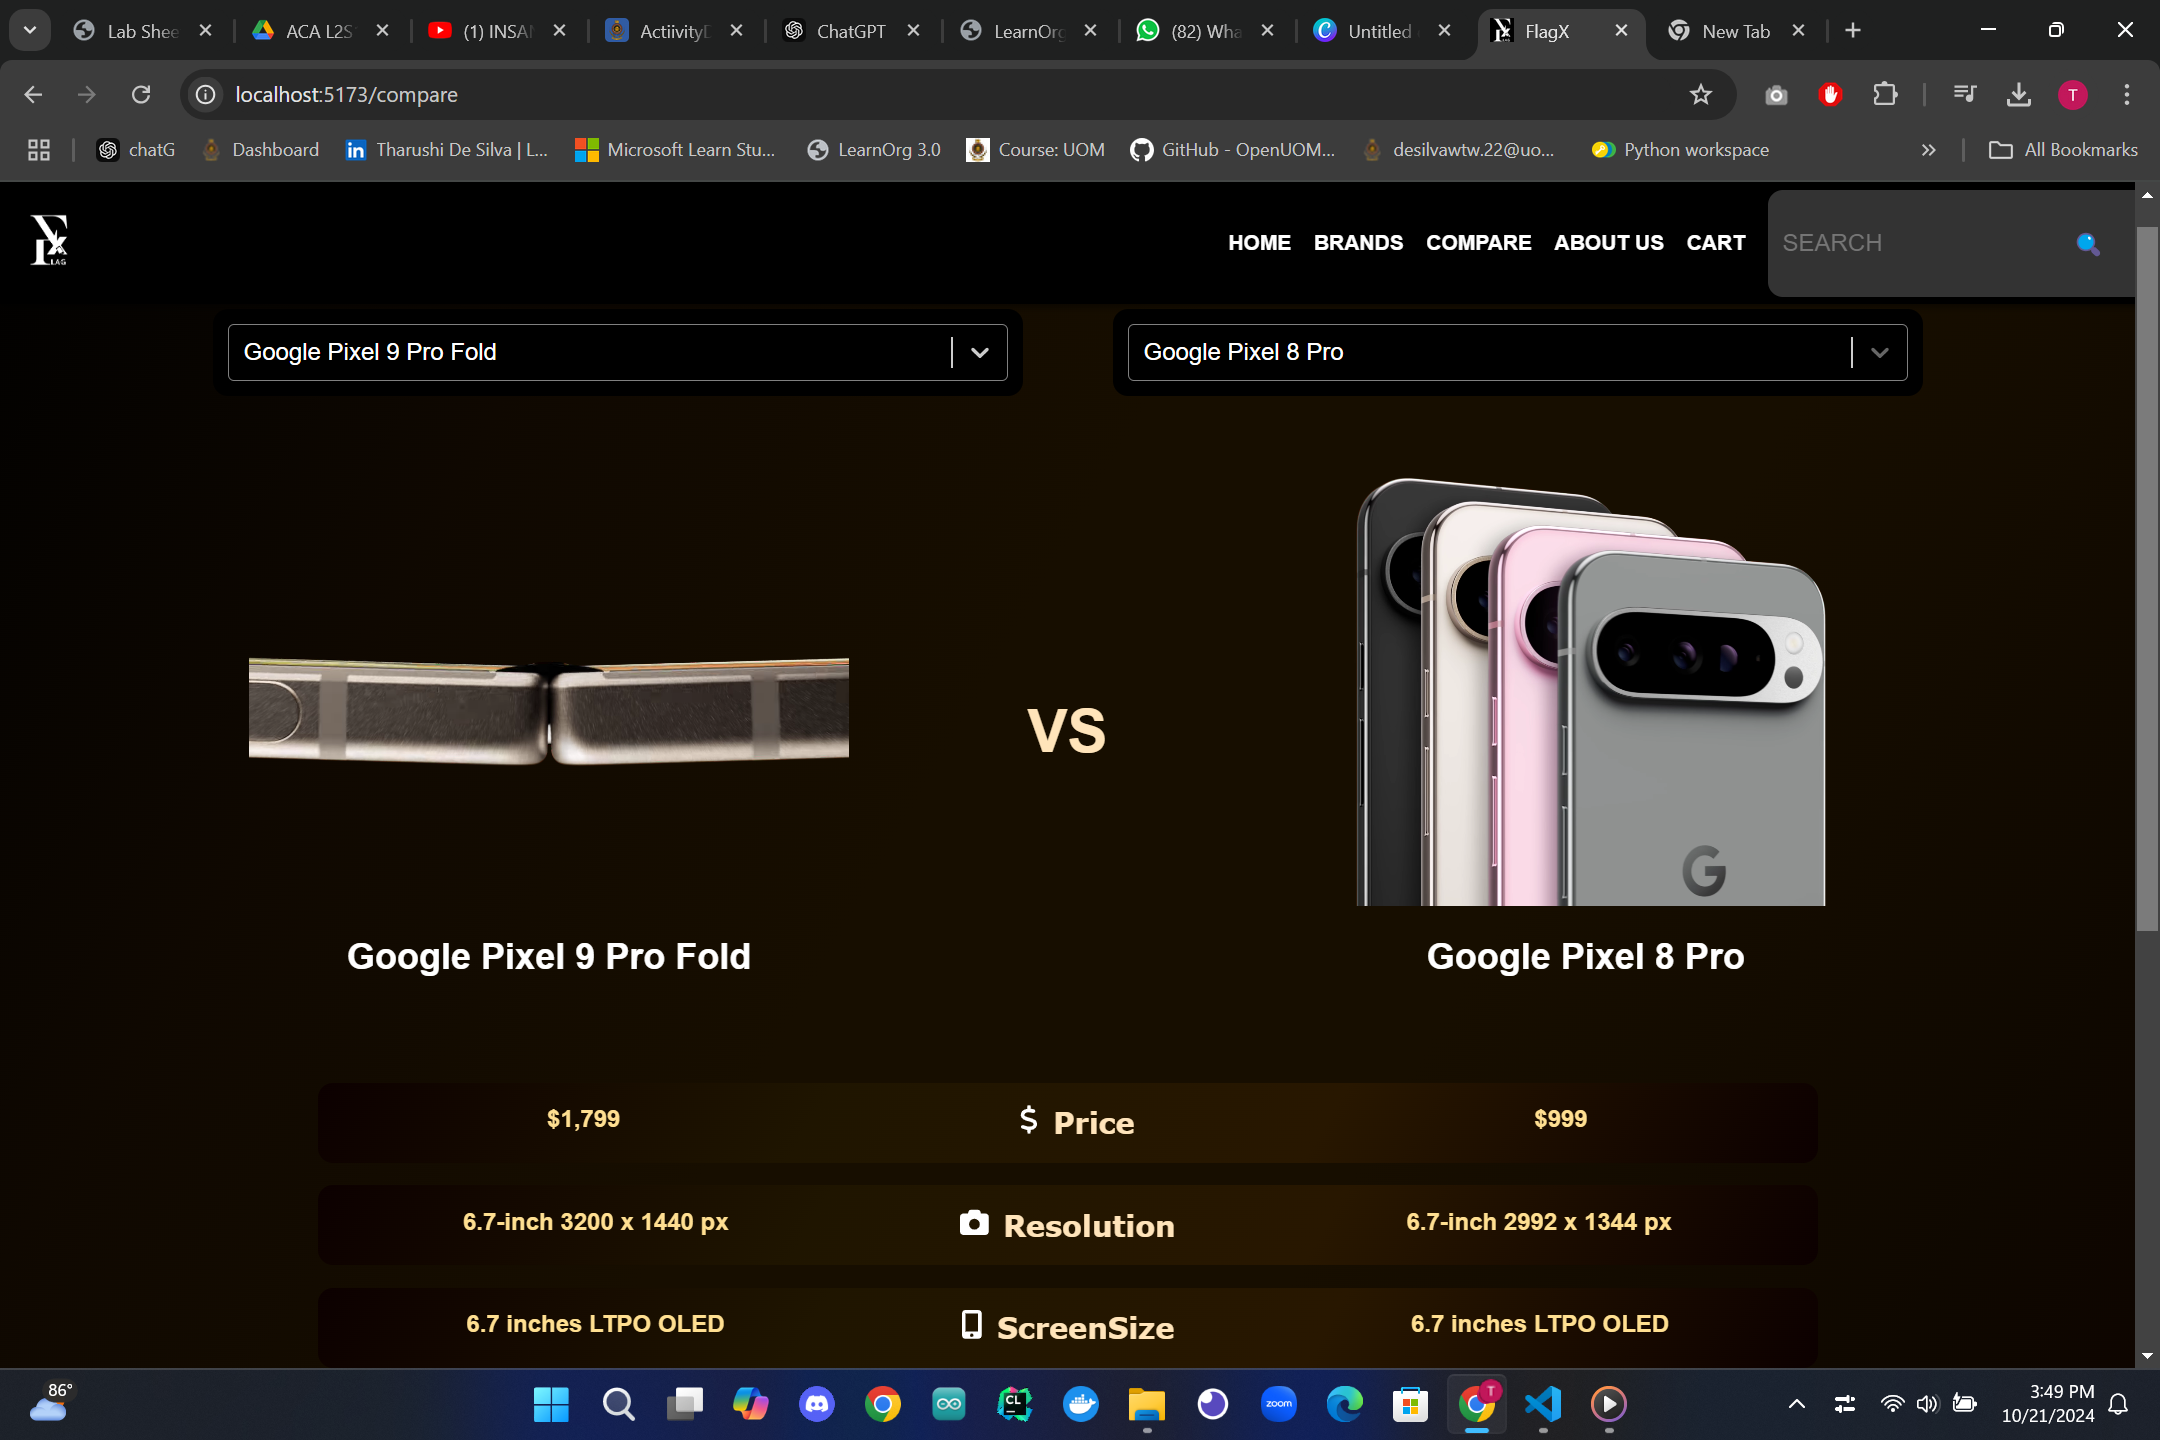 Lab Shee
ACA L2S
(1) INSAN
ActiivityD
ChatGPT
LearnOrg
(82) Wha
Untitled
FlagX
New Tab
localhost:5173/compare
T
chatG
Dashboard
Tharushi De Silva | L...
Microsoft Learn Stu...
LearnOrg 3.0
Course: UOM
GitHub - OpenUOM...
desilvawtw.22@uo...
Python workspace
All Bookmarks
LAG
HOME BRANDS COMPARE ABOUT US CART
SEARCH
Google Pixel 9 Pro Fold
Google Pixel 8 Pro
VS
G
Google Pixel 9 Pro Fold
Google Pixel 8 Pro
$1,799
$ Price
$999
6.7-inch 3200 x 1440 px
Resolution
6.7-inch 2992 x 1344 px
6.7 inches LTPO OLED
ScreenSize
6.7 inches LTPO OLED
86°
CL
zoom
T
3:49 PM
10/21/2024